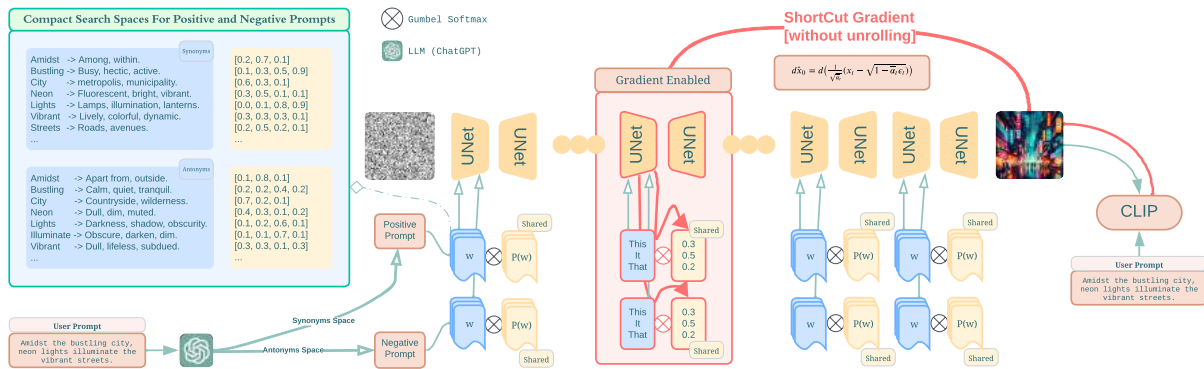 Compact Search Spaces For Positive and Negative Prompts
Synonyms
Amidst -> Among, within.
Bustling -> Busy, hectic, active.
City -> metropolis, municipality.
Neon -> Fluorescent, bright, vibrant.
Lights -> Lamps, illumination, lanterns.
Vibrant -> Lively, colorful, dynamic.
Streets -> Roads, avenues.
...
[0.2, 0.7, 0.1]
[0.1, 0.3, 0.5, 0.9]
[0.6, 0.3, 0.1]
[0.3, 0.5, 0.1, 0.1]
[0.0, 0.1, 0.8, 0.9]
[0.3, 0.3, 0.3, 0.1]
[0.2, 0.5, 0.2, 0.1]
...
Antonyms
Amidst -> Apart from, outside.
Bustling -> Calm, quiet, tranquil.
City -> Countryside, wilderness.
Neon -> Dull, dim, muted.
Lights -> Darkness, shadow, obscurity.
Illuminate -> Obscure, darken, dim.
Vibrant -> Dull, lifeless, subdued.
...
[0.1, 0.8, 0.1]
[0.2, 0.2, 0.4, 0.2]
[0.7, 0.2, 0.1]
[0.4, 0.3, 0.1, 0.2]
[0.1, 0.2, 0.6, 0.1]
[0.1, 0.1, 0.7, 0.1]
[0.3, 0.3, 0.1, 0.3]
...
User Prompt
Amidst the bustling city,
neon lights illuminate the
vibrant streets.
Synonyms Space
Antonyms Space
Gumbel Softmax
LLM (ChatGPT)
Positive
Prompt
Negative
Prompt
UNet
UNet
w
P(w)
Shared
w
P(w)
Shared
Gradient Enabled
UNet
UNet
This
It
That
0.3
0.5
0.2
Shared
This
It
That
0.3
0.5
0.2
Shared
ShortCut Gradient
[without unrolling]
dx̂₀ = d(1/√ᾱₜ (xₜ − √1 − ᾱₜ εₜ))
UNet
UNet
UNet
UNet
w
P(w)
Shared
w
P(w)
Shared
w
P(w)
Shared
w
P(w)
Shared
CLIP
User Prompt
Amidst the bustling city,
neon lights illuminate the
vibrant streets.